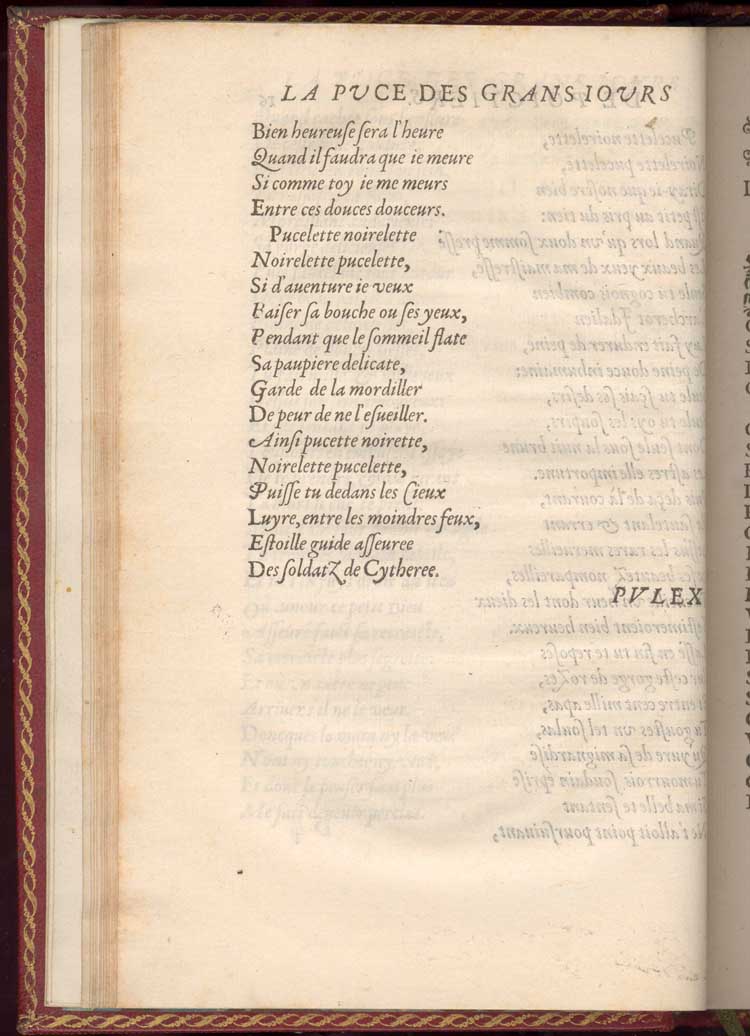 LA PVCE DES GRANS IOVRS
Bien heureuse sera l'heure
Quand il faudra que ie meure
Si comme toy ie me meurs
Entre ces douces douceurs.
Pucelette noirelette
Noirelette pucelette,
Si d'auenture ie veux
Baiser sa bouche ou ses yeux,
Pendant que le sommeil flate
Sa paupiere delicate,
Garde de la mordiller
De peur de ne l'esueiller.
Ainsi pucette noirette,
Noirelette pucelette,
Puisse tu dedans les Cieux
Luyre, entre les moindres feux,
Estoille guide asseuree
Des soldatz de Cytheree.
PVLEX